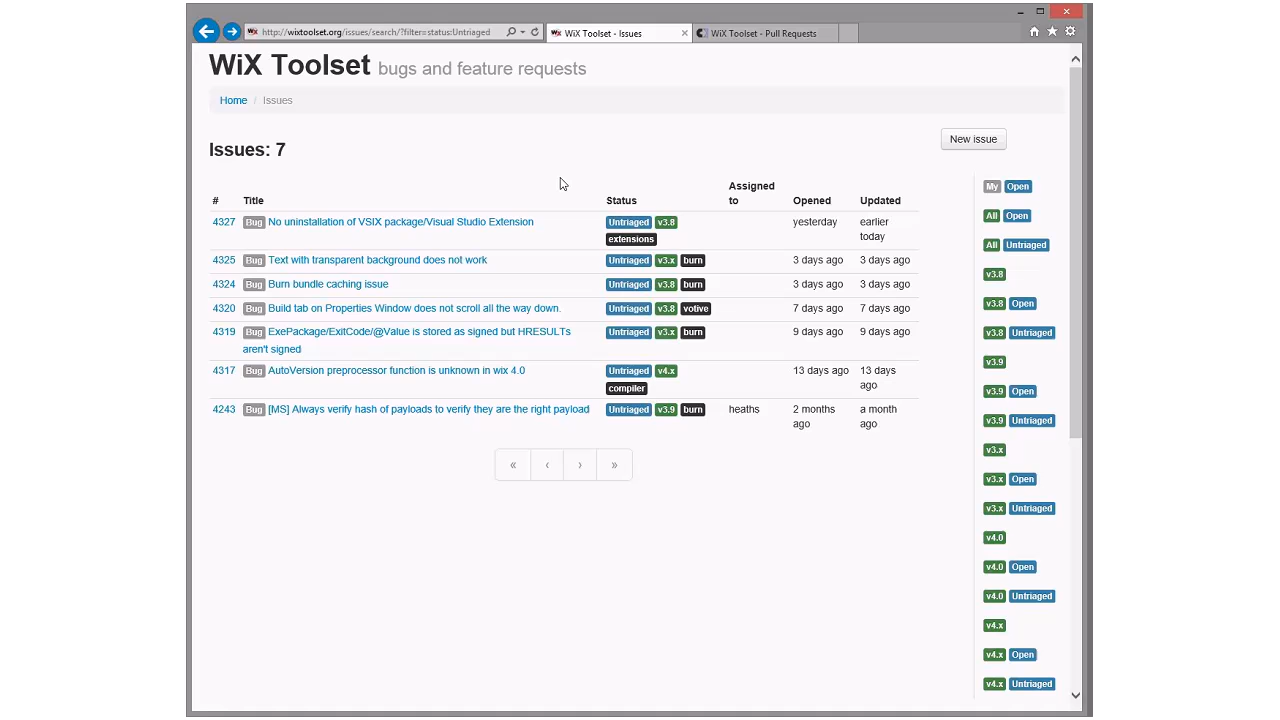 http://wixtoolset.org/issues/search/?filter=status:Untriaged
WiX Toolset - Issues
WiX Toolset - Pull Requests
WiX Toolset bugs and feature requests
Home / Issues
Issues: 7
New issue
# Title Status Assigned to Opened Updated
4327 Bug No uninstallation of VSIX package/Visual Studio Extension Untriaged v3.8 extensions yesterday earlier today
4325 Bug Text with transparent background does not work Untriaged v3.x burn 3 days ago 3 days ago
4324 Bug Burn bundle caching issue Untriaged v3.8 burn 3 days ago 3 days ago
4320 Bug Build tab on Properties Window does not scroll all the way down. Untriaged v3.8 votive 7 days ago 7 days ago
4319 Bug ExePackage/ExitCode/@Value is stored as signed but HRESULTs aren't signed Untriaged v3.x burn 9 days ago 9 days ago
4317 Bug AutoVersion preprocessor function is unknown in wix 4.0 Untriaged v4.x compiler 13 days ago 13 days ago
4243 Bug [MS] Always verify hash of payloads to verify they are the right payload Untriaged v3.9 burn heaths 2 months ago a month ago
« ‹ › »
My Open
All Open
All Untriaged
v3.8
v3.8 Open
v3.8 Untriaged
v3.9
v3.9 Open
v3.9 Untriaged
v3.x
v3.x Open
v3.x Untriaged
v4.0
v4.0 Open
v4.0 Untriaged
v4.x
v4.x Open
v4.x Untriaged